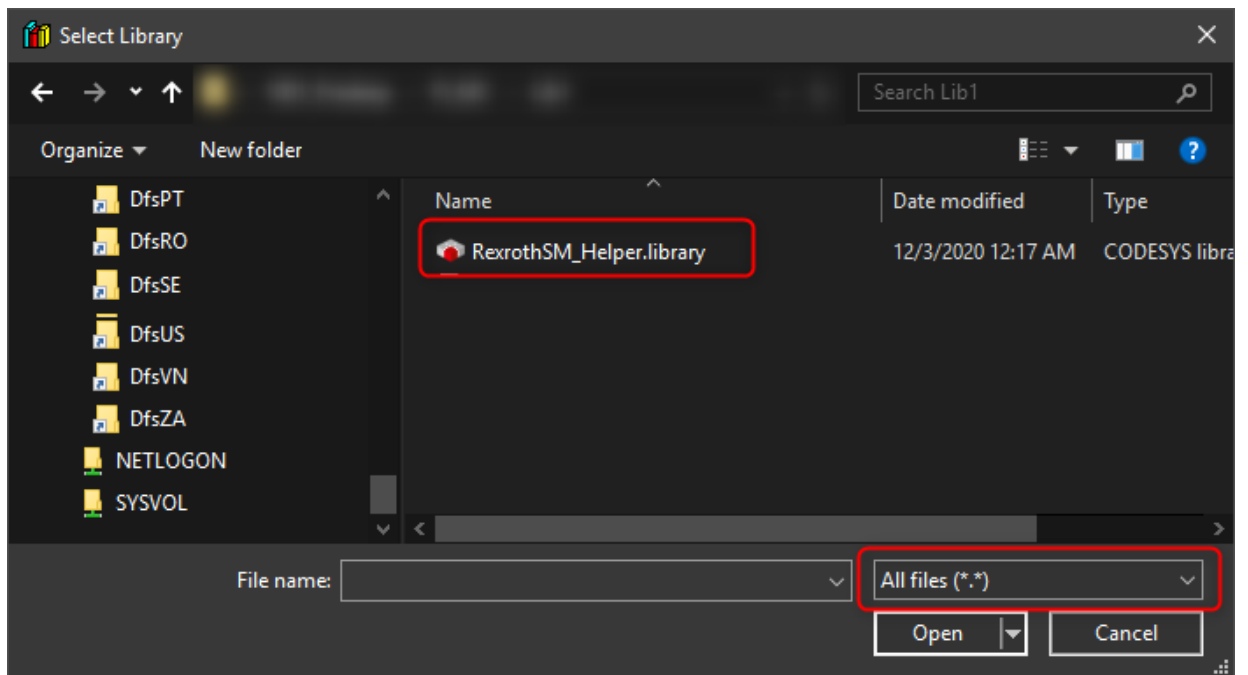 Select Library
Search Lib1
Organize
New folder
DfsPT
DfsRO
DfsSE
DfsUS
DfsVN
DfsZA
NETLOGON
SYSVOL
Name
Date modified
Type
RexrothSM_Helper.library
12/3/2020 12:17 AM
CODESYS libra
File name:
All files (*.*)
Open
Cancel